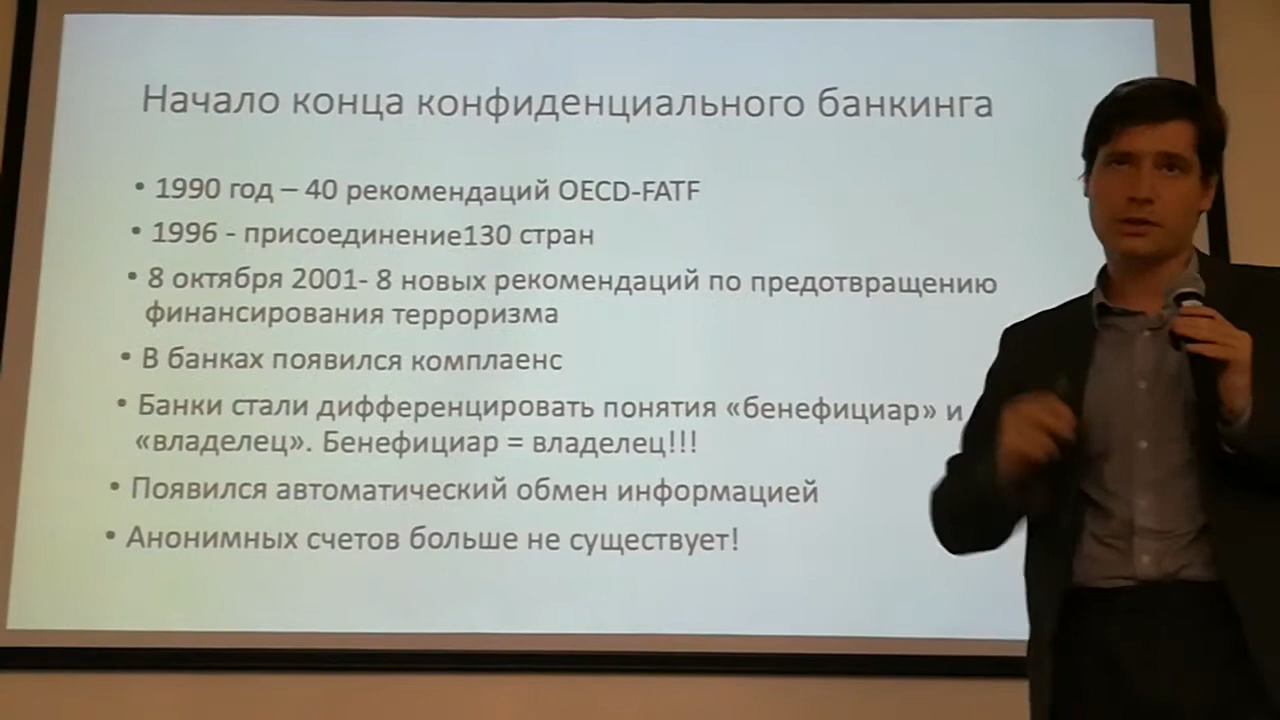 Начало конца конфиденциального банкинга
• 1990 год – 40 рекомендаций OECD-FATF
• 1996 - присоединение130 стран
• 8 октября 2001- 8 новых рекомендаций по предотвращению
финансирования терроризма
• В банках появился комплаенс
• Банки стали дифференцировать понятия «бенефициар» и
«владелец». Бенефициар = владелец!!!
• Появился автоматический обмен информацией
• Анонимных счетов больше не существует!